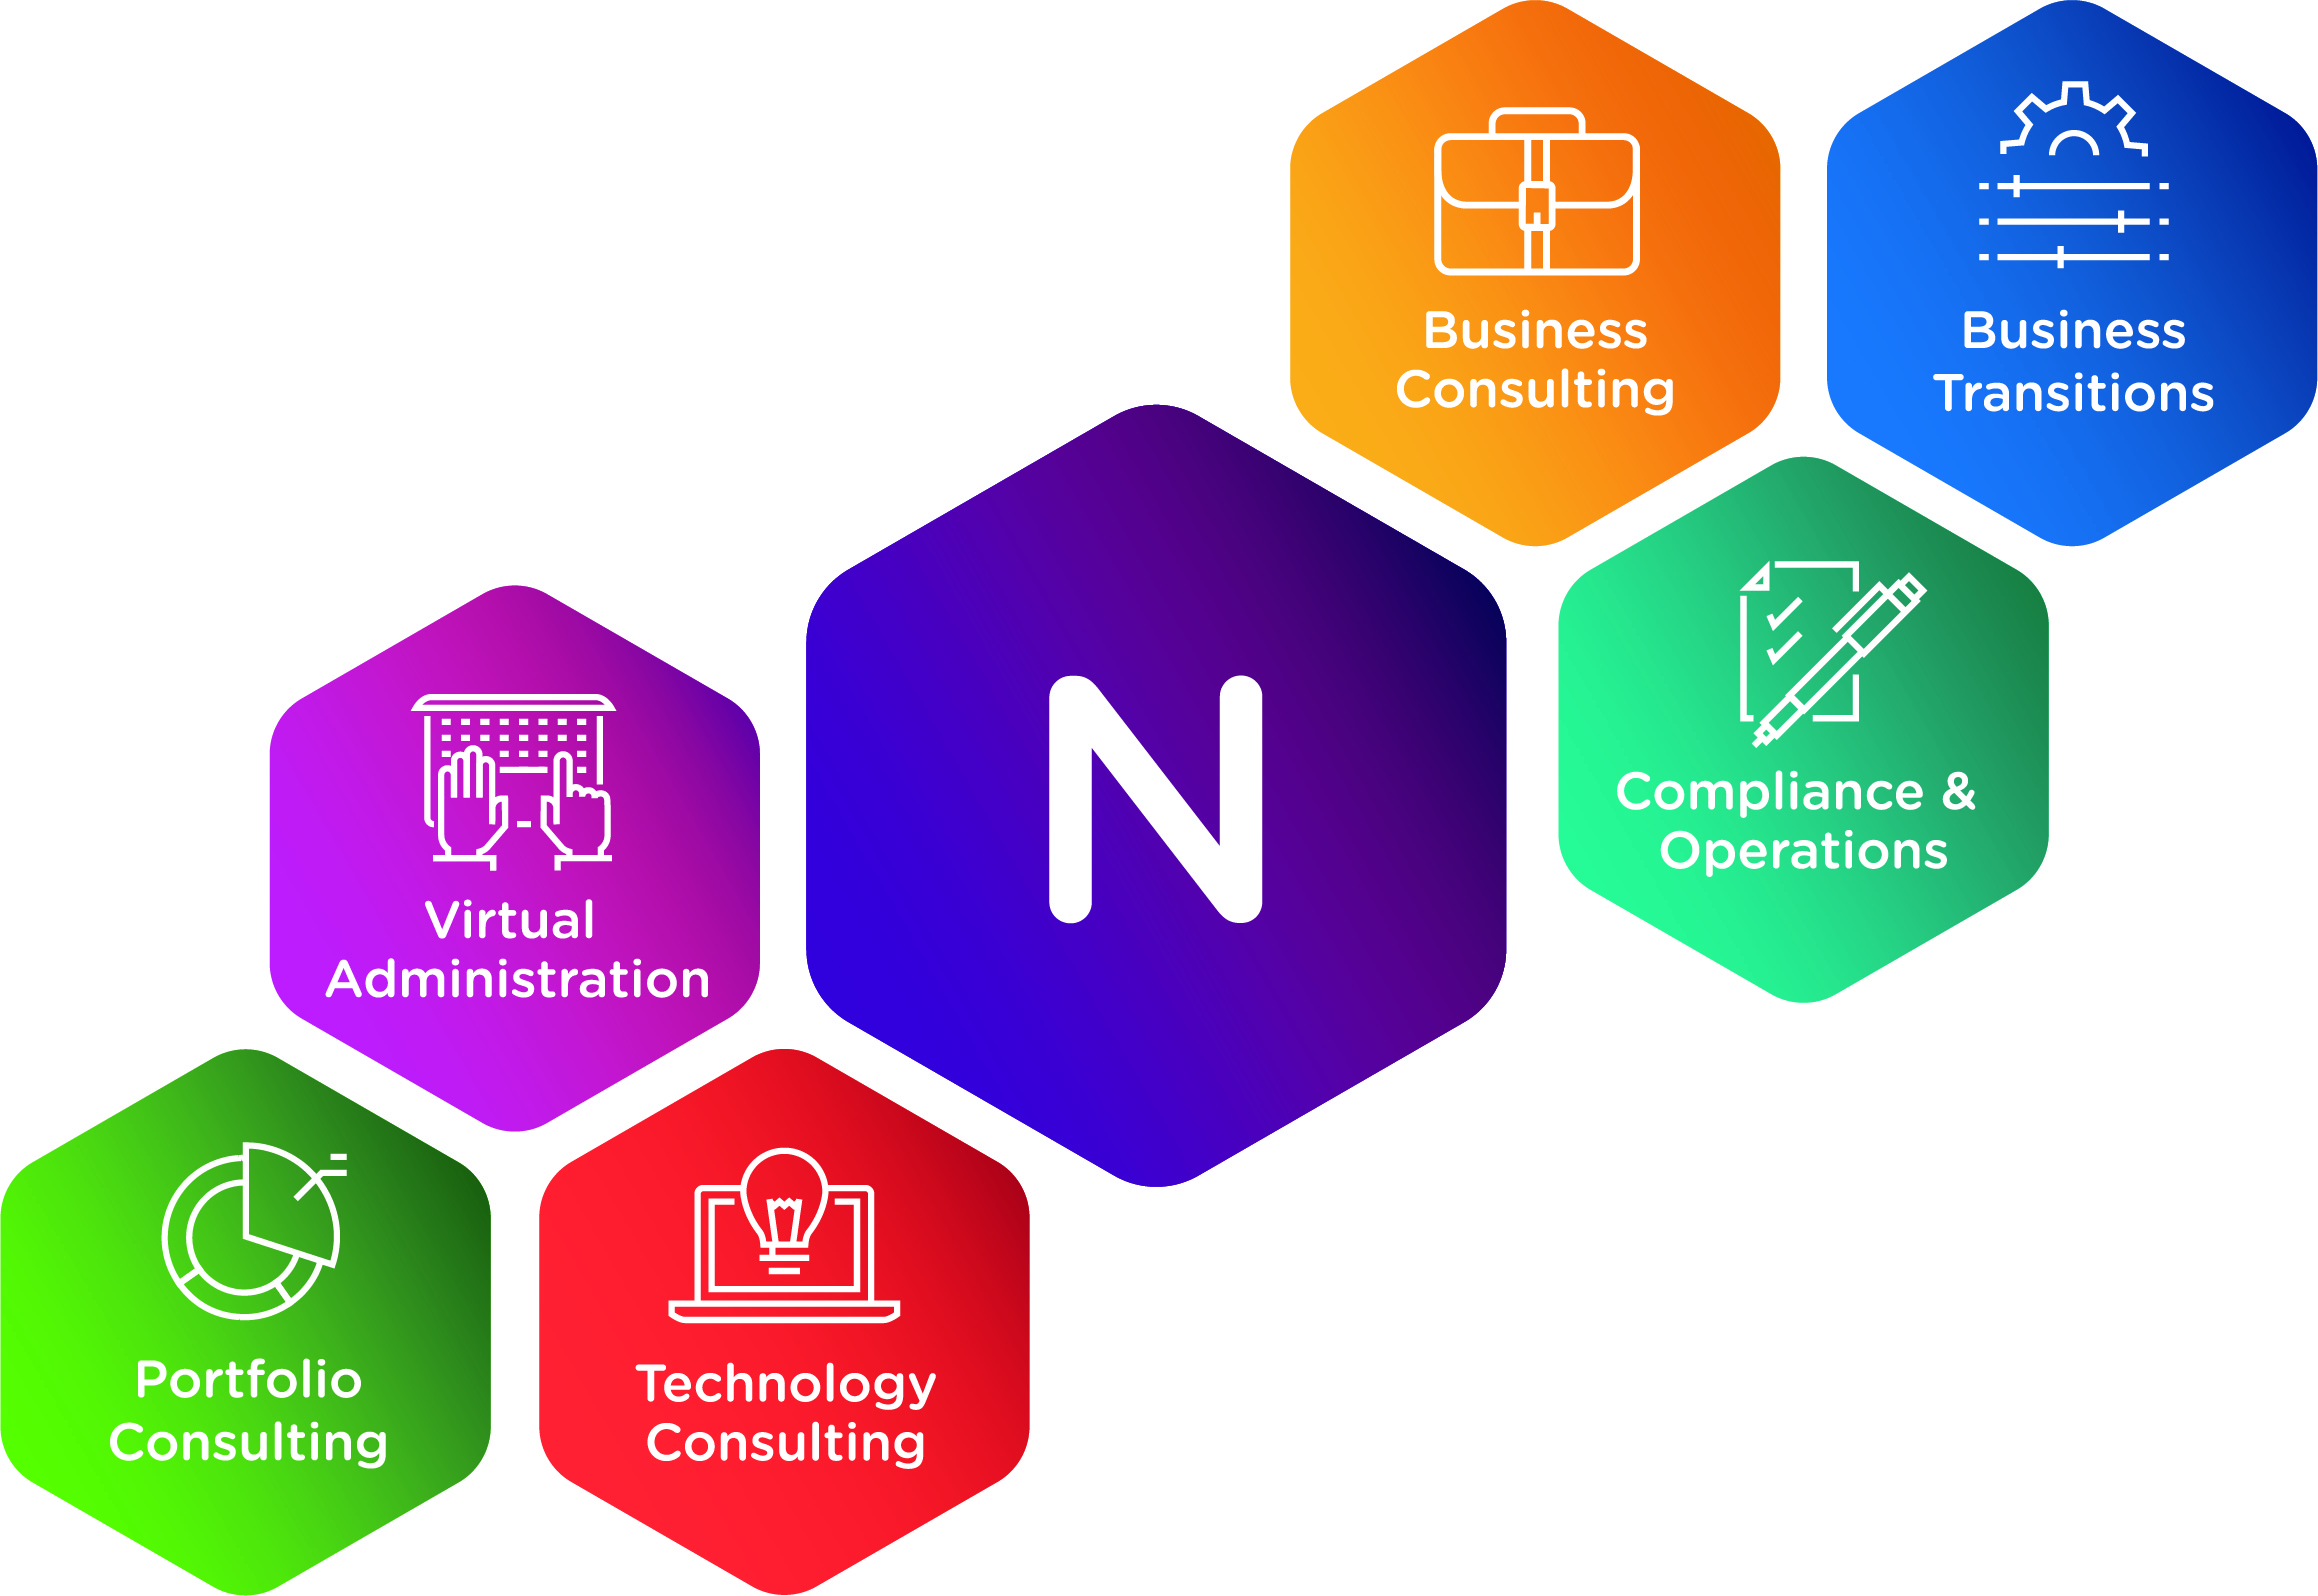 Business
Consulting
Business
Transitions
N
Compliance &
Operations
Virtual
Administration
Portfolio
Consulting
Technology
Consulting